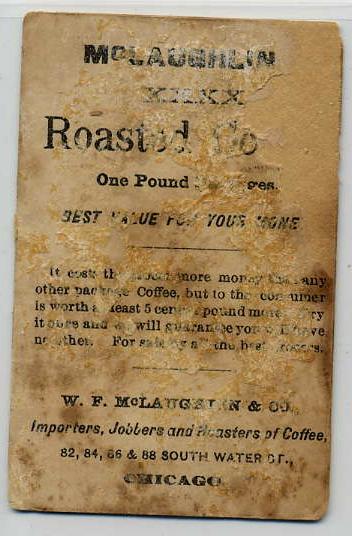 McLAUGHLIN
XXXX
Roasted Co
One Pound
BEST VALUE FOR YOUR MONE
It costs the more money than any
other package Coffee, but to the consumer
is worth at least 5 cents pound more. Try
it once and will guarantee you
no other. For sale by all the best grocers.
W. F. McLAUGHLIN & CO.
Importers, Jobbers and Roasters of Coffee,
82, 84, 86 & 88 SOUTH WATER ST.,
CHICAGO